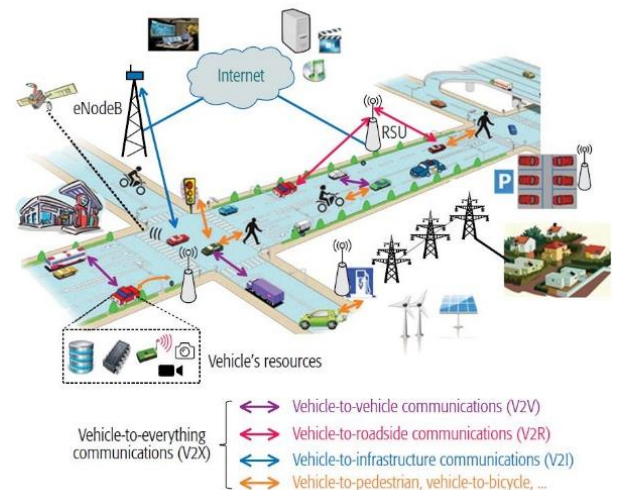 Internet
eNodeB
RSU
P
Vehicle's resources
Vehicle-to-everything
communications (V2X)
Vehicle-to-vehicle communications (V2V)
Vehicle-to-roadside communications (V2R)
Vehicle-to-infrastructure communications (V2I)
Vehicle-to-pedestrian, vehicle-to-bicycle, ...